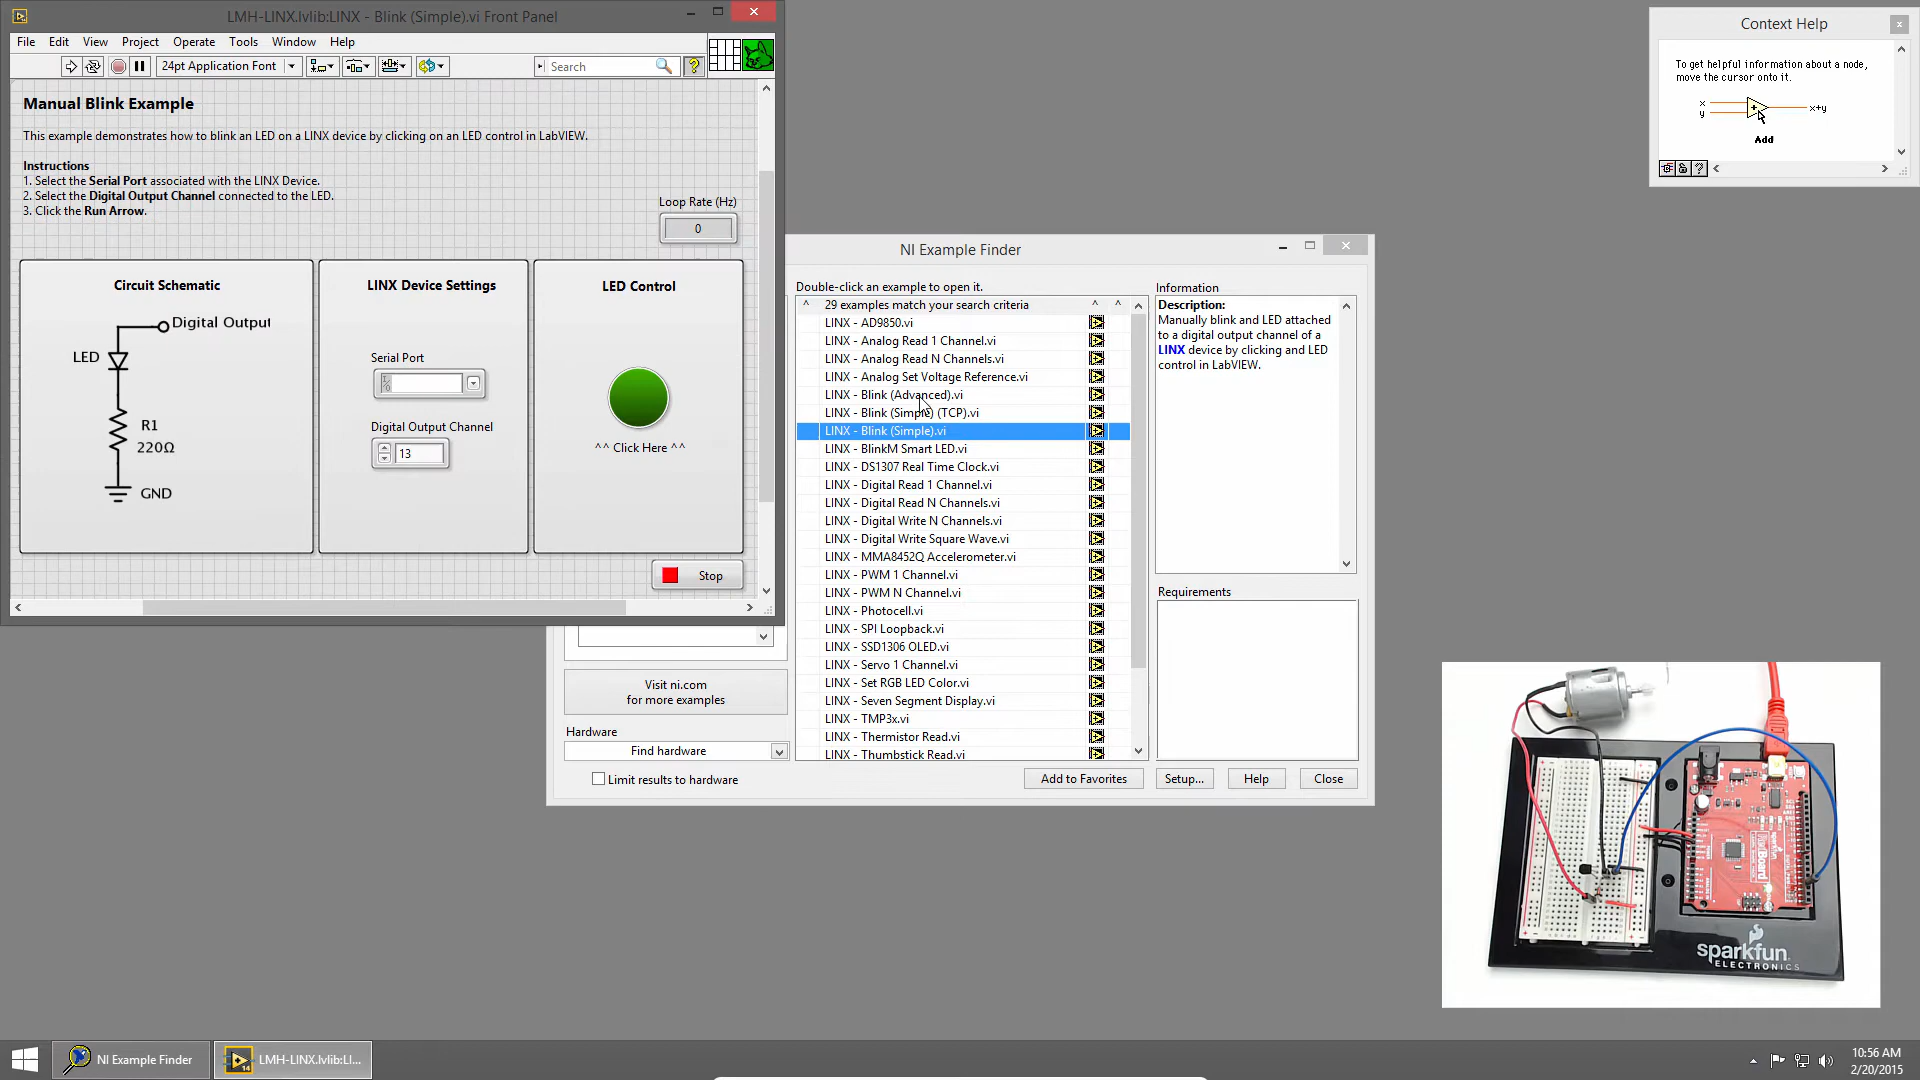 LMH-LINX.lvlib:LINX - Blink (Simple).vi Front Panel
File Edit View Project Operate Tools Window Help
24pt Application Font
Search
?
Manual Blink Example
This example demonstrates how to blink an LED on a LINX device by clicking on an LED control in LabVIEW.
Instructions
1. Select the Serial Port associated with the LINX Device.
2. Select the Digital Output Channel connected to the LED.
3. Click the Run Arrow.
Loop Rate (Hz)
0
Circuit Schematic
Digital Output
LED
R1
220Ω
GND
LINX Device Settings
Serial Port
Digital Output Channel
13
LED Control
^^ Click Here ^^
Stop
NI Example Finder
Double-click an example to open it.
29 examples match your search criteria
LINX - AD9850.vi
LINX - Analog Read 1 Channel.vi
LINX - Analog Read N Channels.vi
LINX - Analog Set Voltage Reference.vi
LINX - Blink (Advanced).vi
LINX - Blink (Simple) (TCP).vi
LINX - Blink (Simple).vi
LINX - BlinkM Smart LED.vi
LINX - DS1307 Real Time Clock.vi
LINX - Digital Read 1 Channel.vi
LINX - Digital Read N Channels.vi
LINX - Digital Write N Channels.vi
LINX - Digital Write Square Wave.vi
LINX - MMA8452Q Accelerometer.vi
LINX - PWM 1 Channel.vi
LINX - PWM N Channel.vi
LINX - Photocell.vi
LINX - SPI Loopback.vi
LINX - SSD1306 OLED.vi
LINX - Servo 1 Channel.vi
LINX - Set RGB LED Color.vi
LINX - Seven Segment Display.vi
LINX - TMP3x.vi
LINX - Thermistor Read.vi
LINX - Thumbstick Read.vi
Information
Description:
Manually blink and LED attached
to a digital output channel of a
LINX device by clicking and LED
control in LabVIEW.
Requirements
Visit ni.com
for more examples
Hardware
Find hardware
Limit results to hardware
Add to Favorites
Setup...
Help
Close
Context Help
To get helpful information about a node,
move the cursor onto it.
x
y
x+y
Add
?
sparkfun
ELECTRONICS
NI Example Finder
LMH-LINX.lvlib:LI...
10:56 AM
2/20/2015